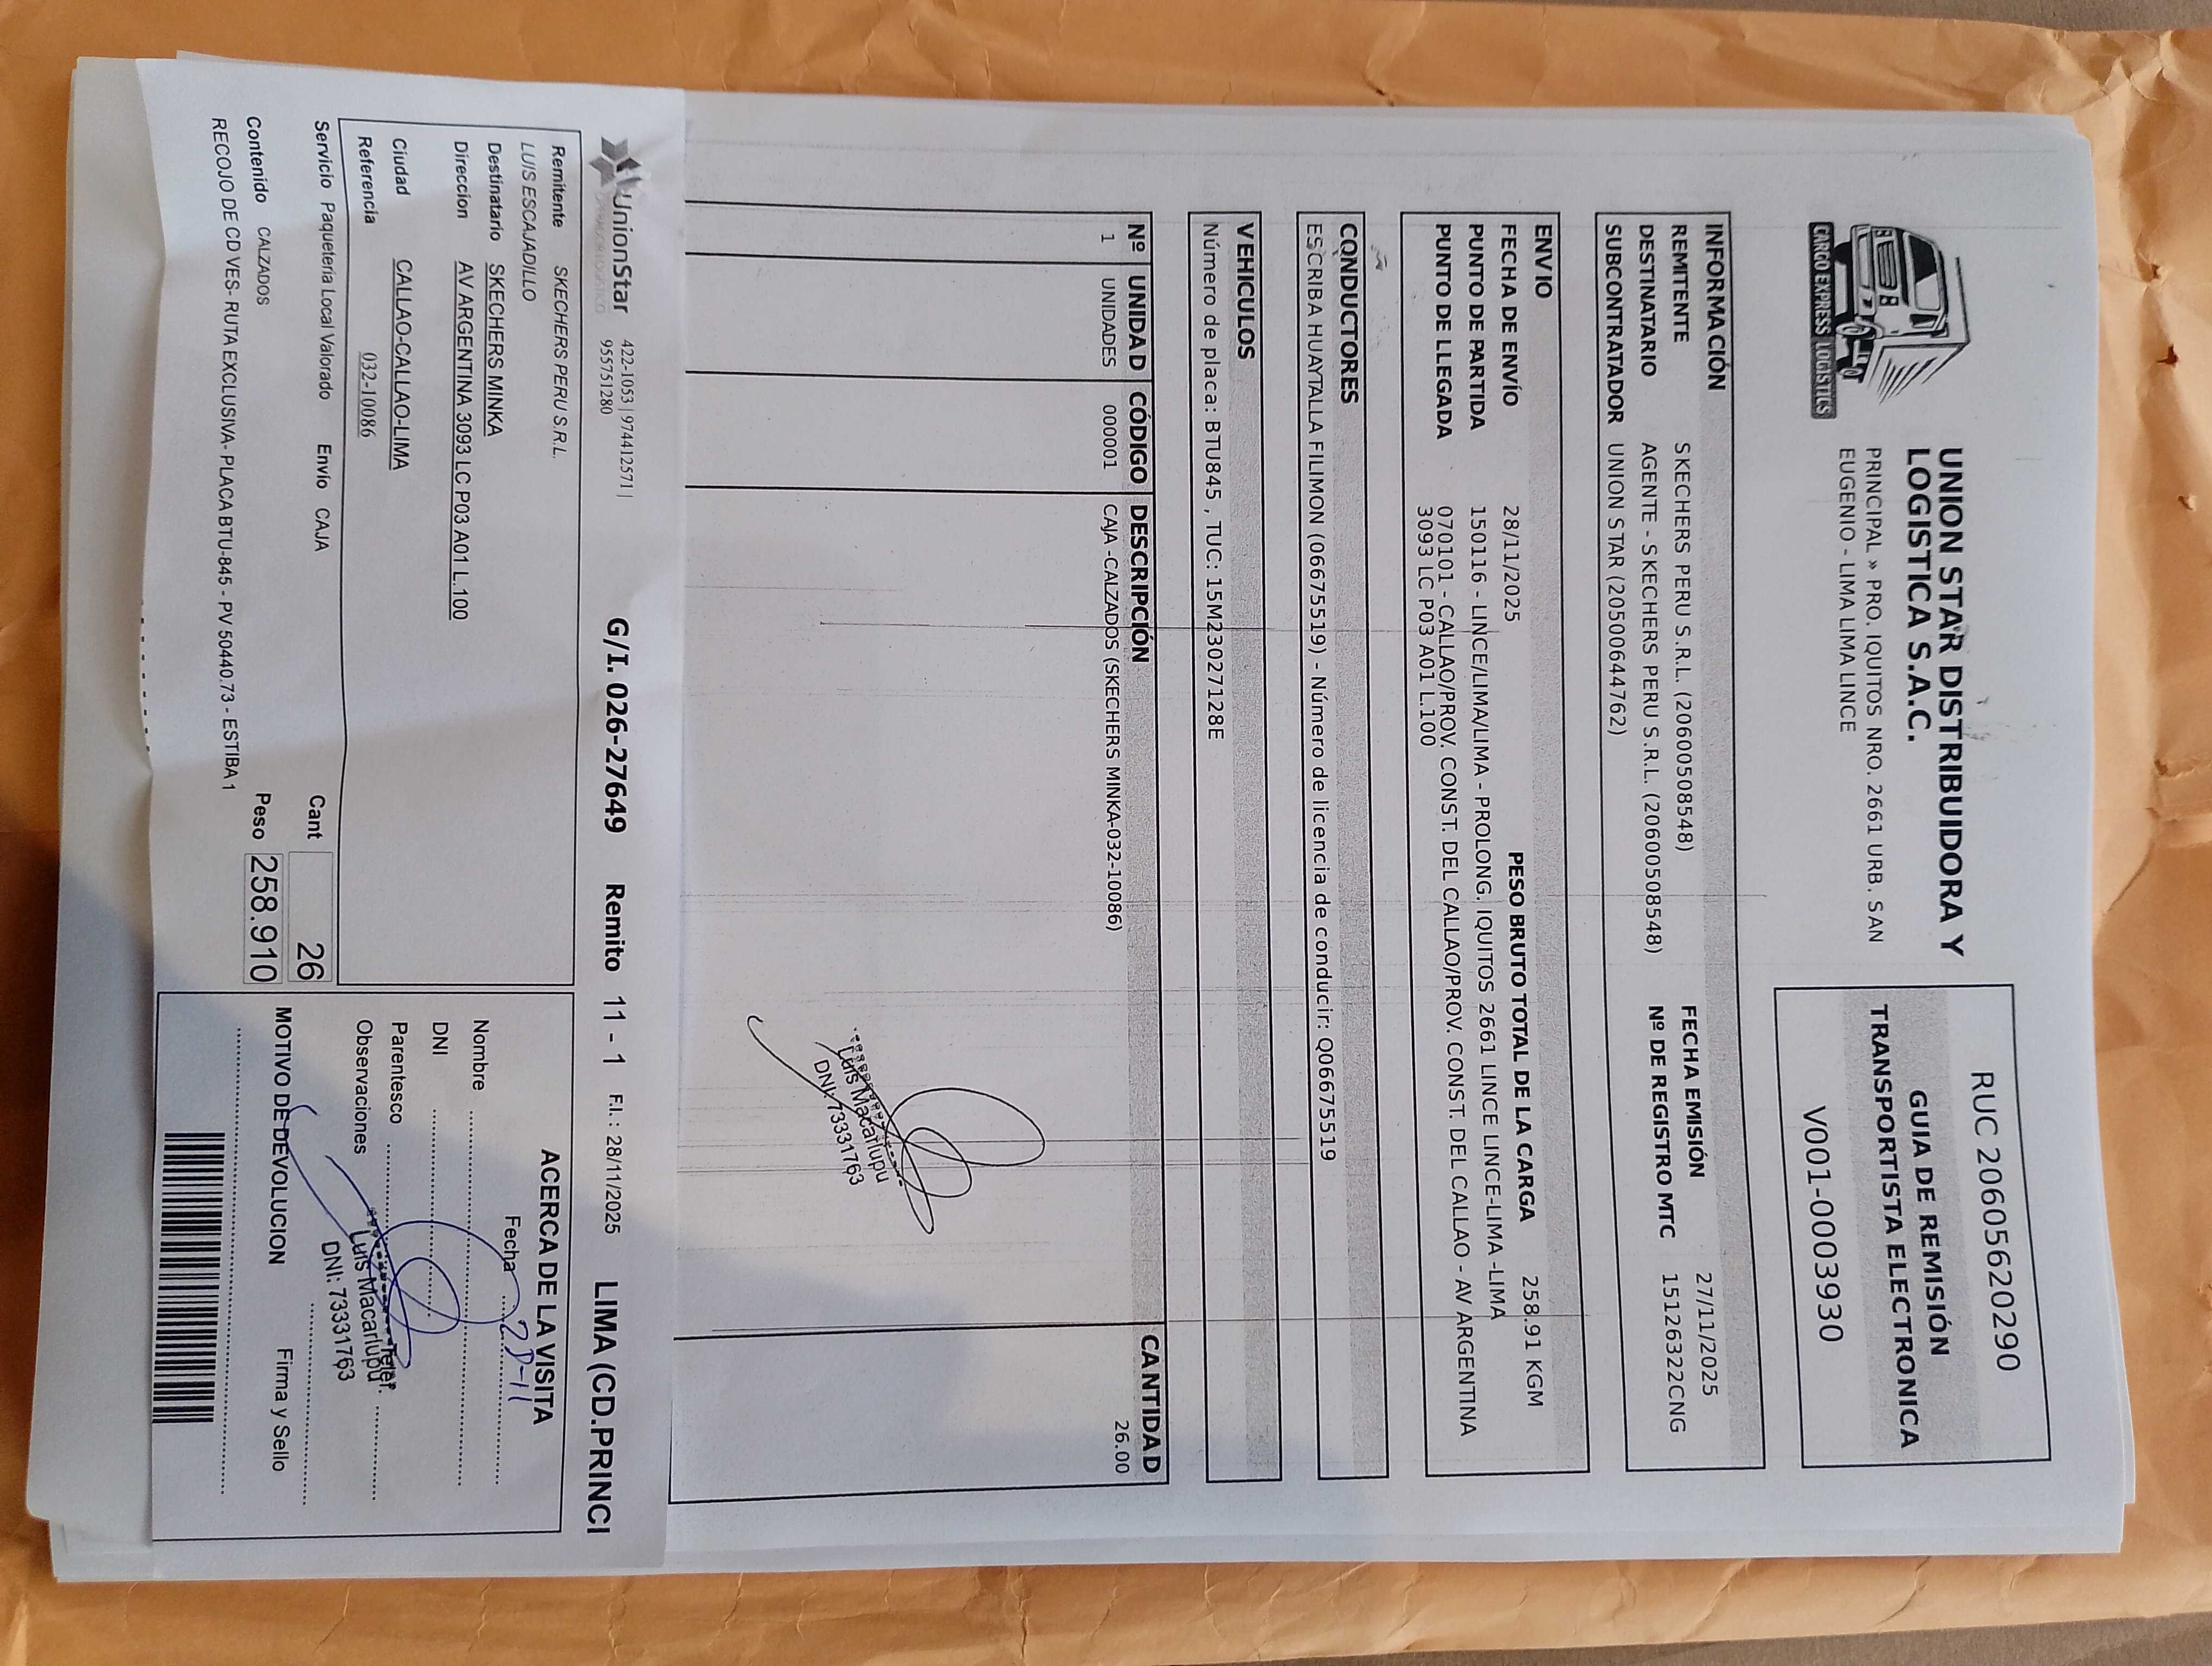 CARGO EXPRESS LOGISTICS
UNION STAR DISTRIBUIDORA Y
LOGISTICA S.A.C.
PRINCIPAL » PRO. IQUITOS NRO. 2661 URB. SAN
EUGENIO - LIMA LIMA LINCE
RUC 20605620290
GUIA DE REMISIÓN
TRANSPORTISTA ELECTRONICA
V001-0003930
INFORMACIÓN
REMITENTE SKECHERS PERU S.R.L. (20600508548) FECHA EMISIÓN 27/11/2025
DESTINATARIO AGENTE - SKECHERS PERU S.R.L. (20600508548) Nº DE REGISTRO MTC 15126322CNG
SUBCONTRATADOR UNION STAR (20500644762)
ENVIO
FECHA DE ENVÍO 28/11/2025 PESO BRUTO TOTAL DE LA CARGA 258.91 KGM
PUNTO DE PARTIDA 150116 - LINCE/LIMA/LIMA - PROLONG. IQUITOS 2661 LINCE LINCE-LIMA -LIMA
PUNTO DE LLEGADA 070101 - CALLAO/PROV. CONST. DEL CALLAO/PROV. CONST. DEL CALLAO - AV ARGENTINA
3093 LC P03 A01 L.100
CONDUCTORES
ESCRIBA HUAYTALLA FILIMON (06675519) - Número de licencia de conducir: Q06675519
VEHICULOS
Número de placa: BTU845 , TUC: 15M23027128E
Nº UNIDAD CÓDIGO DESCRIPCIÓN CANTIDAD
1 UNIDADES 000001 CAJA -CALZADOS (SKECHERS MINKA-032-10086) 26.00
Luis Macarlupu
DNI: 73331763
UnionStar 422-1053 | 974412571 |
955751280
G/I. 026-27649 Remito 11 - 1 F.I.: 28/11/2025 LIMA (CD.PRINCI
Remitente SKECHERS PERU S.R.L.
LUIS ESCAJADILLO
Destinatario SKECHERS MINKA
Direccion AV ARGENTINA 3093 LC P03 A01 L.100
Ciudad CALLAO-CALLAO-LIMA
Referencia 032-10086
Servicio Paquetería Local Valorado Envío CAJA Cant 26
Contenido CALZADOS Peso 258.910
RECOJO DE CD VES- RUTA EXCLUSIVA- PLACA BTU-845 - PV 50440.73 - ESTIBA 1
ACERCA DE LA VISITA
Fecha 28-11
Nombre
DNI
Parentesco
Observaciones
Luis Macarlupu
DNI: 73331763
MOTIVO DE DEVOLUCION Firma y Sello